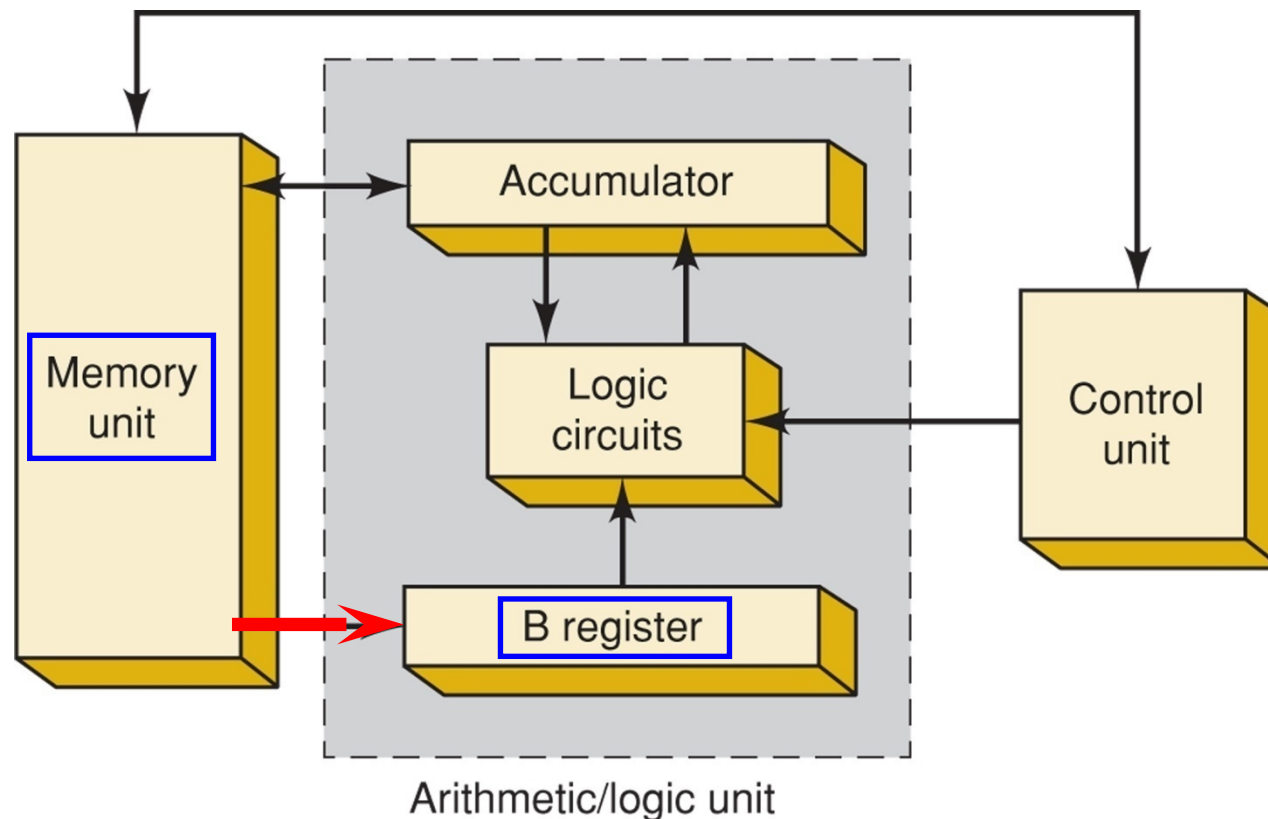 Accumulator
Memory
unit
Logic
circuits
Control
unit
B register
Arithmetic/logic unit